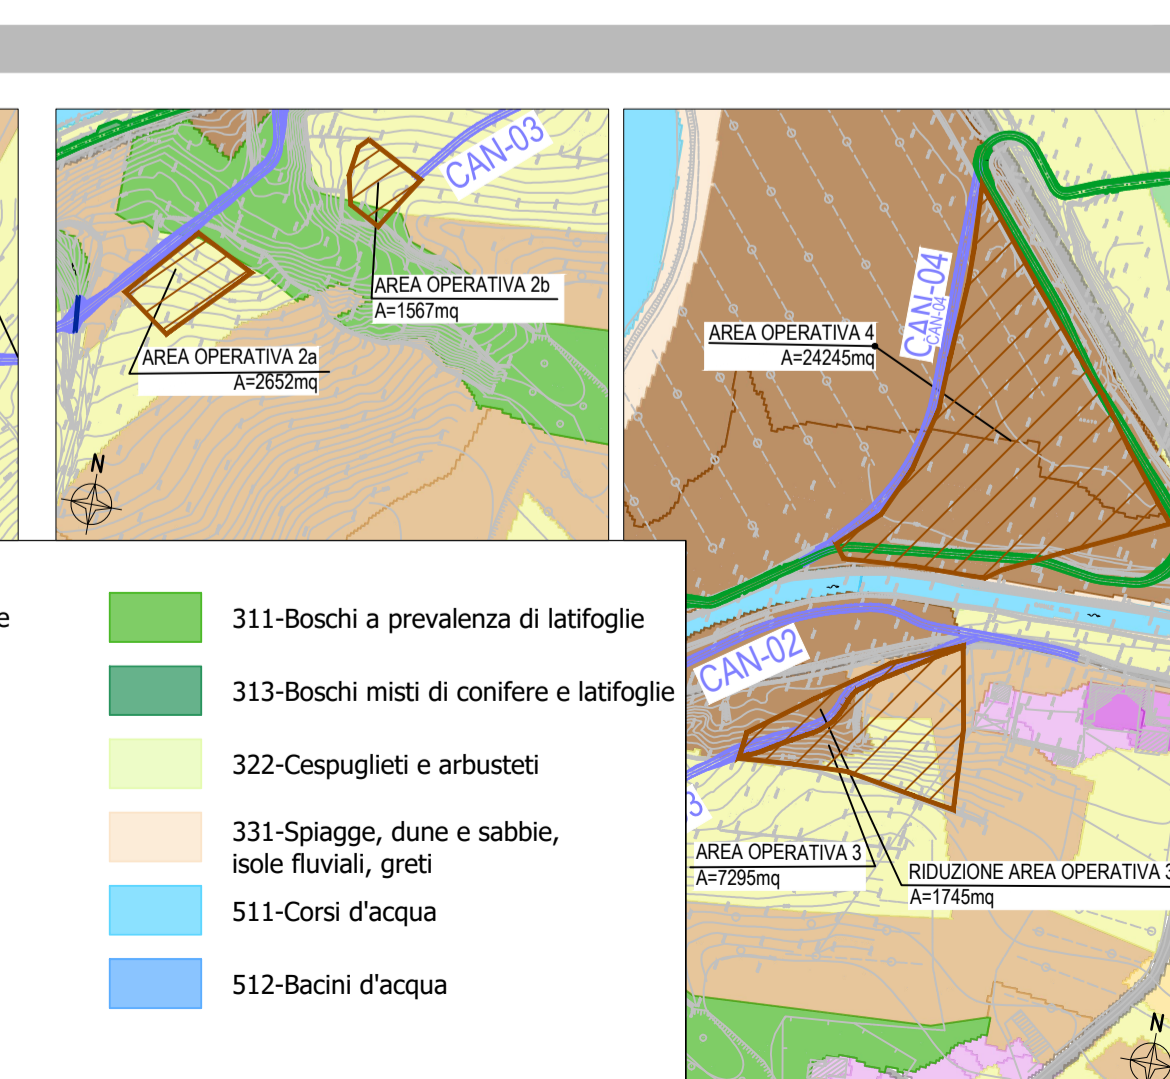 CAN-03
AREA OPERATIVA 2b
A=1567mq
AREA OPERATIVA 2a
A=2652mq
N
CAN-04
CAN-04
AREA OPERATIVA 4
A=24245mq
CAN-02
3
AREA OPERATIVA 3
A=7295mq
RIDUZIONE AREA OPERATIVA 3
A=1745mq
N
e
311-Boschi a prevalenza di latifoglie
313-Boschi misti di conifere e latifoglie
322-Cespuglieti e arbusteti
331-Spiagge, dune e sabbie,
isole fluviali, greti
511-Corsi d'acqua
512-Bacini d'acqua